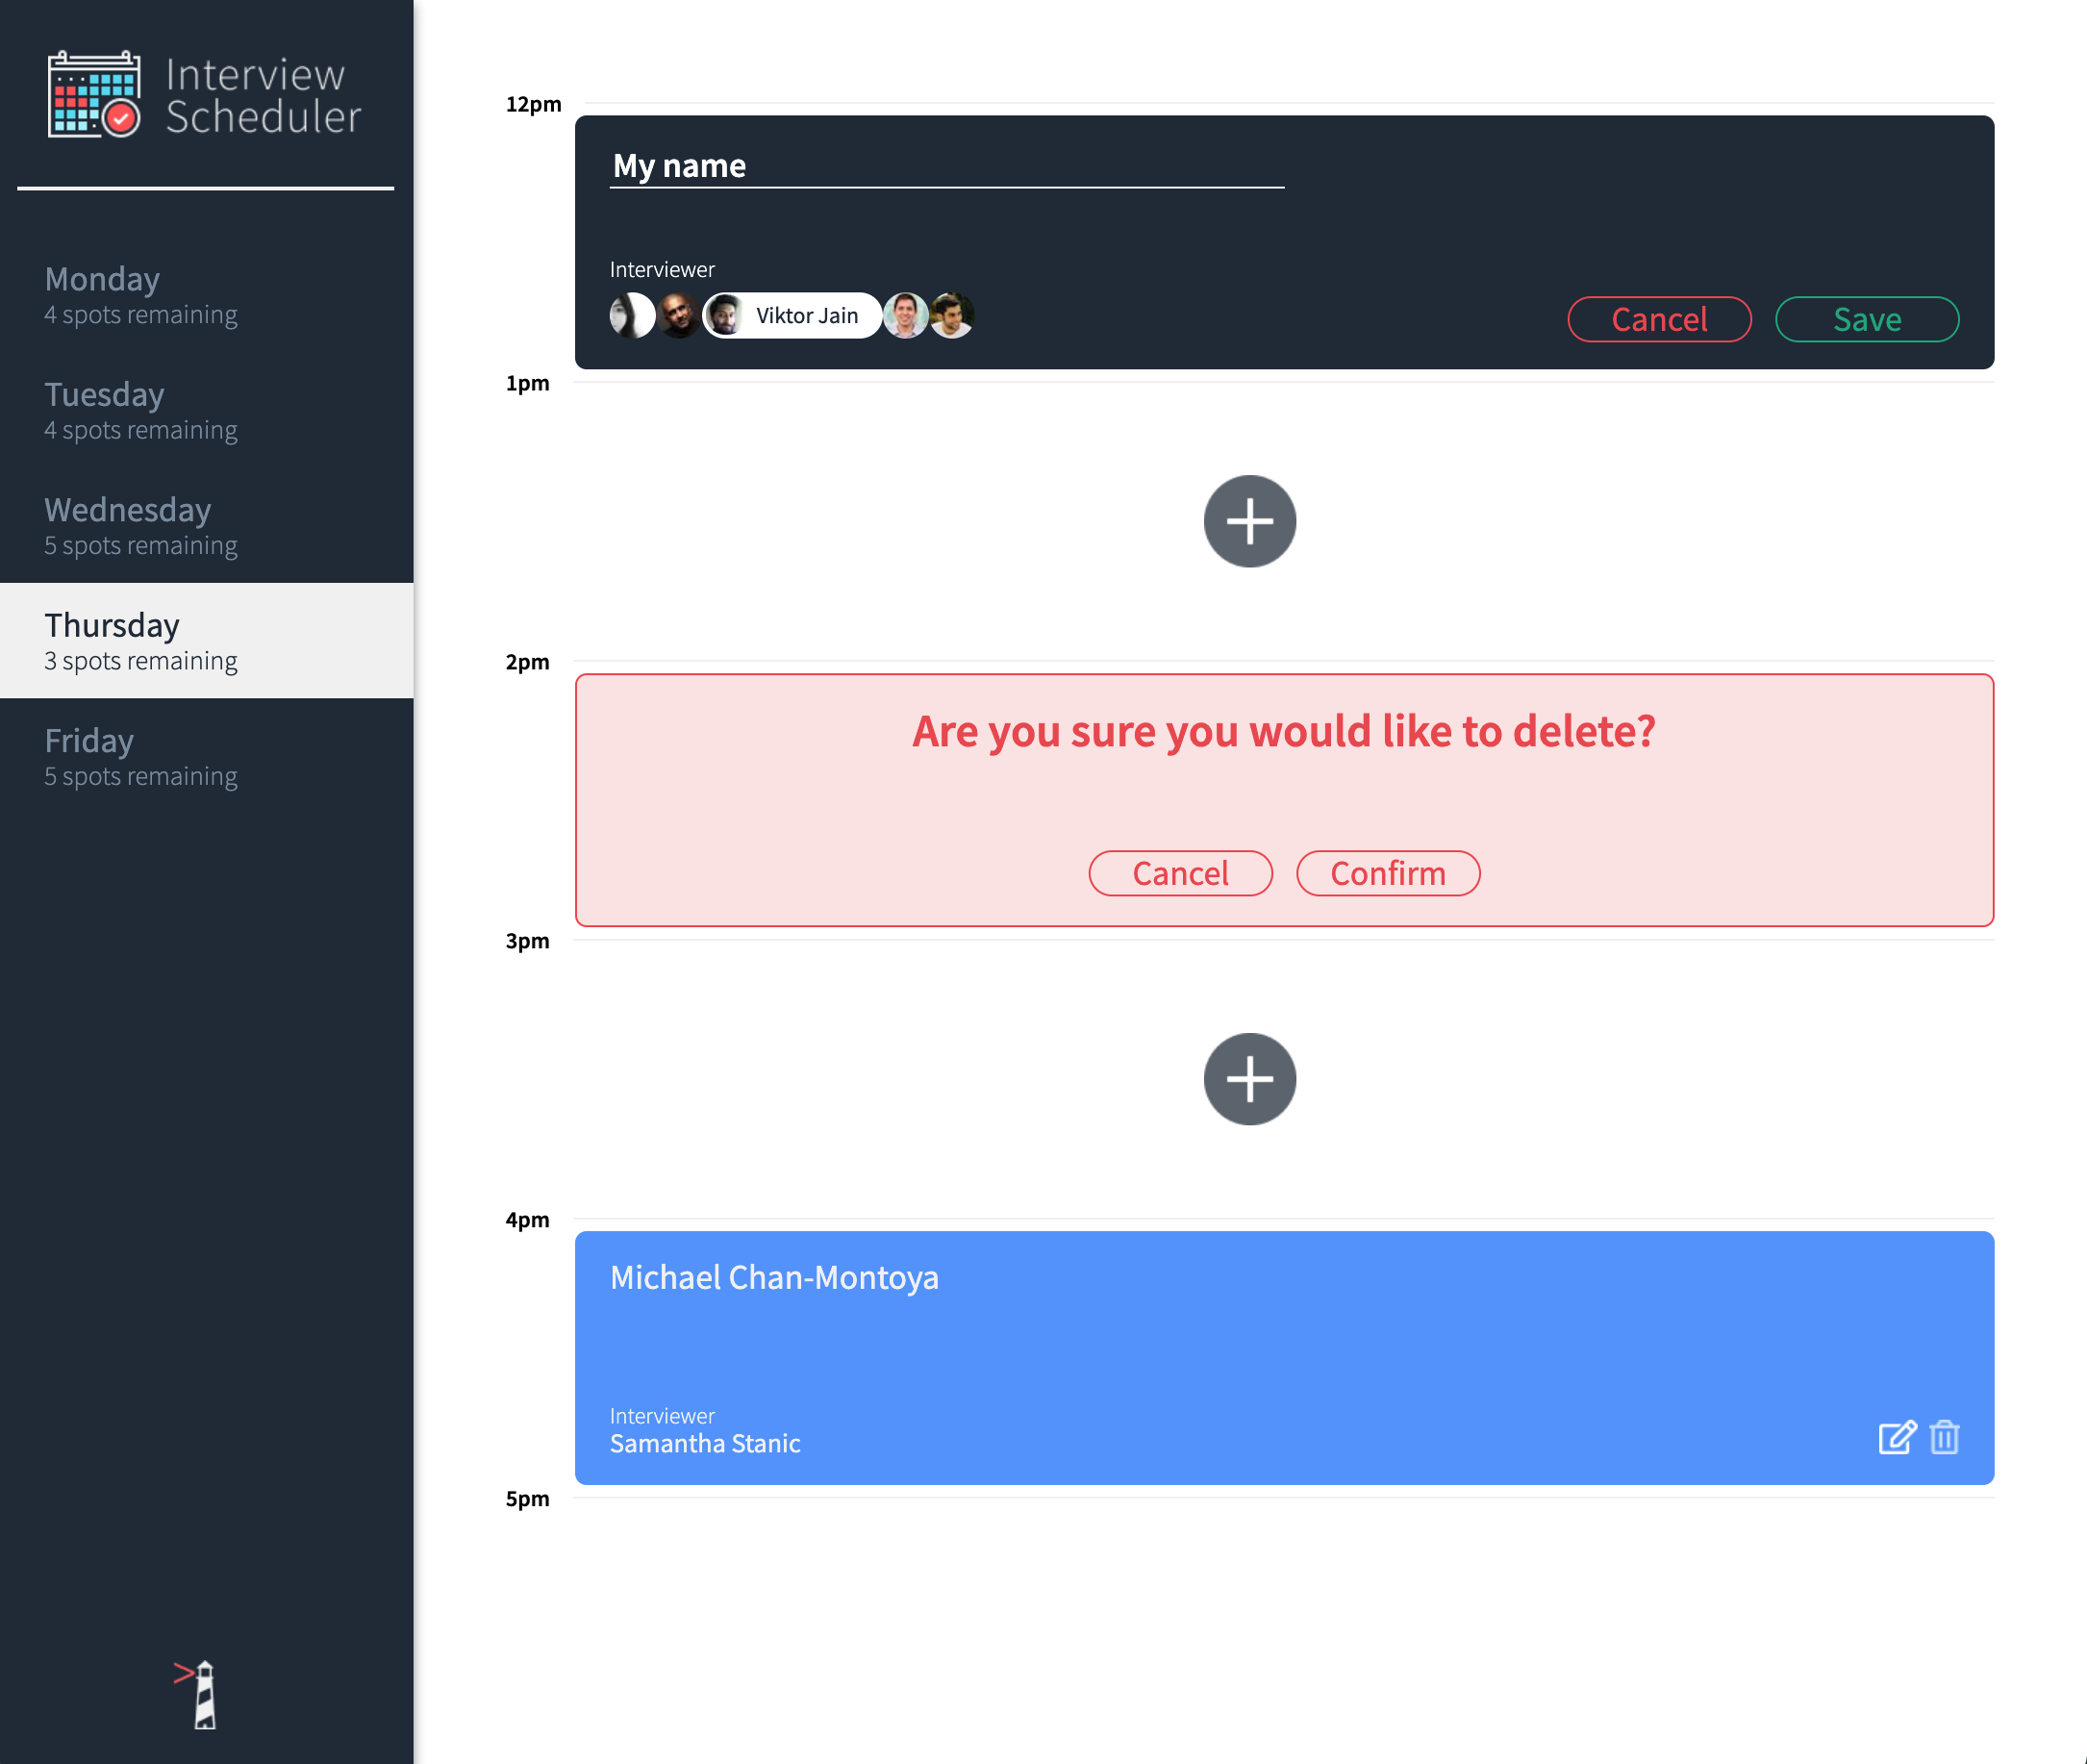 Interview
Scheduler
Monday
4 spots remaining
Tuesday
4 spots remaining
Wednesday
5 spots remaining
Thursday
3 spots remaining
Friday
5 spots remaining
12pm
My name
Interviewer
Viktor Jain
Cancel
Save
1pm
2pm
Are you sure you would like to delete?
Cancel
Confirm
3pm
4pm
Michael Chan-Montoya
Interviewer
Samantha Stanic
5pm